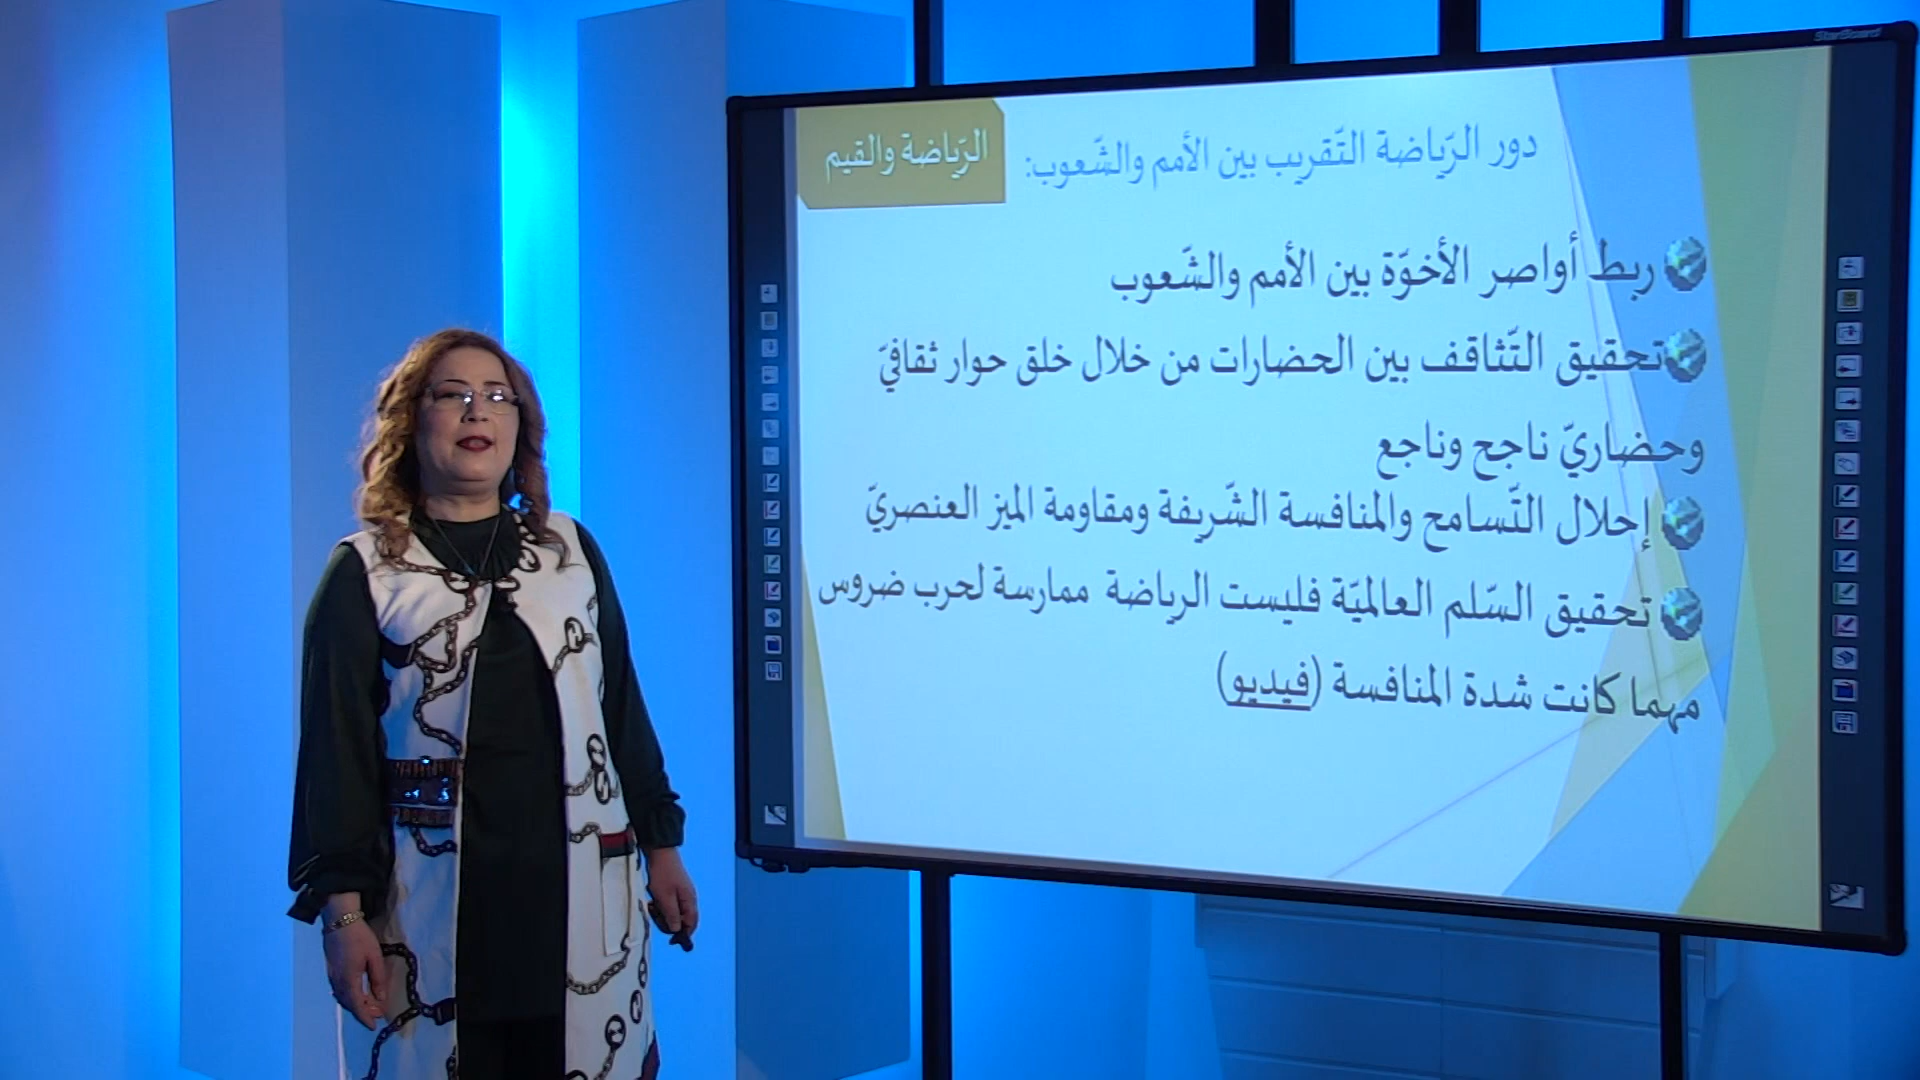 StarBoard
دور الرّياضة التّقريب بين الأمم والشّعوب:
الرّياضة والقيم
ربط أواصر الأخوّة بين الأمم والشّعوب
تحقيق التّثاقف بين الحضارات من خلال خلق حوار ثقافيّ
وحضاريّ ناجح وناجع
إحلال التّسامح والمنافسة الشّريفة ومقاومة الميز العنصريّ
تحقيق السّلم العالميّة فليست الرياضة ممارسة لحرب ضروس
مهما كانت شدة المنافسة (فيديو)